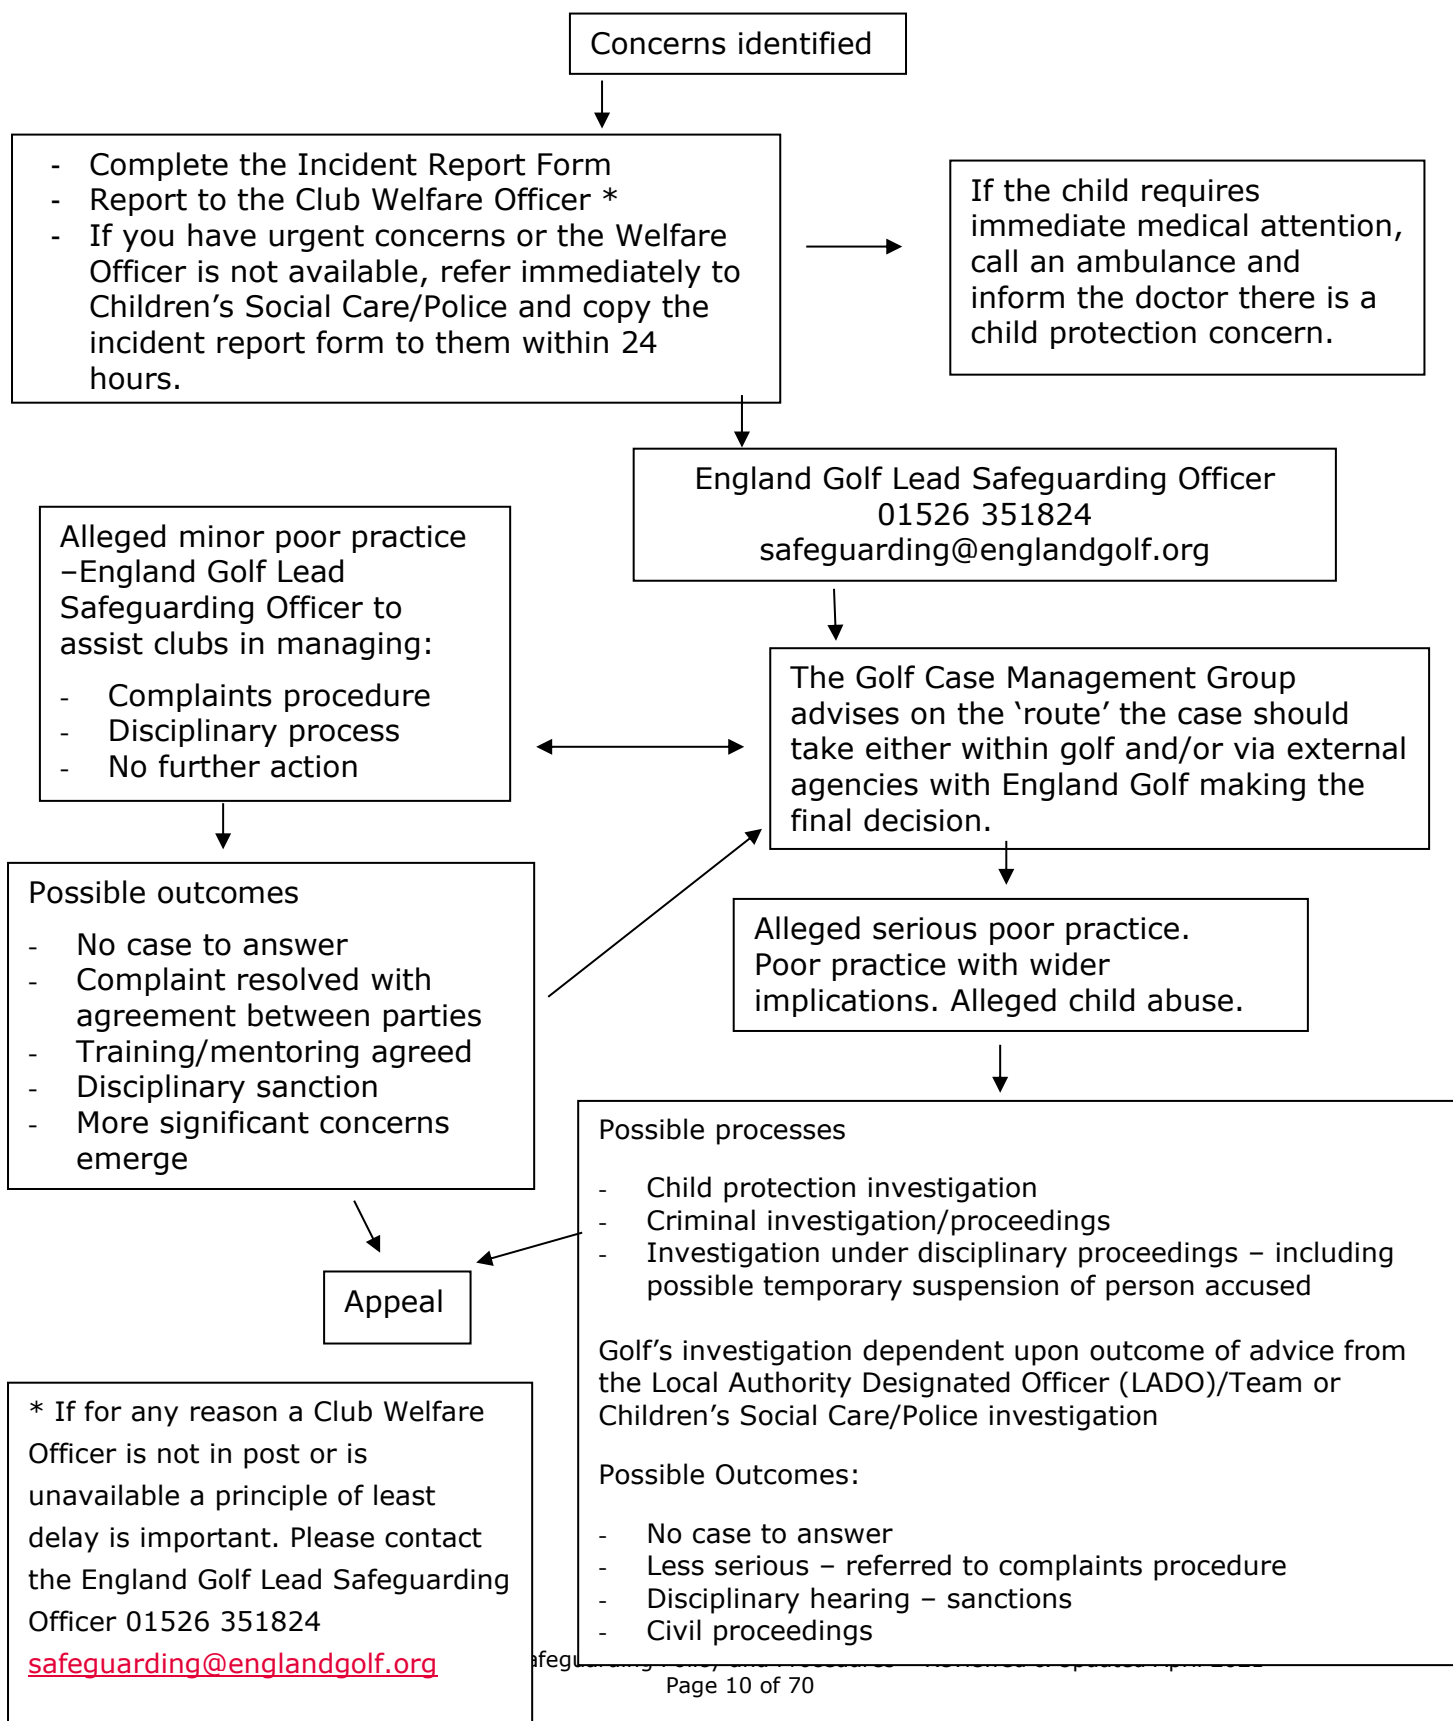 Concerns identified
- Complete the Incident Report Form
- Report to the Club Welfare Officer *
- If you have urgent concerns or the Welfare
Officer is not available, refer immediately to
Children’s Social Care/Police and copy the
incident report form to them within 24
hours.
If the child requires
immediate medical attention,
call an ambulance and
inform the doctor there is a
child protection concern.
England Golf Lead Safeguarding Officer
01526 351824
safeguarding@englandgolf.org
Alleged minor poor practice
–England Golf Lead
Safeguarding Officer to
assist clubs in managing:
- Complaints procedure
- Disciplinary process
- No further action
The Golf Case Management Group
advises on the ‘route’ the case should
take either within golf and/or via external
agencies with England Golf making the
final decision.
Possible outcomes
- No case to answer
- Complaint resolved with
agreement between parties
- Training/mentoring agreed
- Disciplinary sanction
- More significant concerns
emerge
Alleged serious poor practice.
Poor practice with wider
implications. Alleged child abuse.
Possible processes
- Child protection investigation
- Criminal investigation/proceedings
- Investigation under disciplinary proceedings – including
possible temporary suspension of person accused
Golf’s investigation dependent upon outcome of advice from
the Local Authority Designated Officer (LADO)/Team or
Children’s Social Care/Police investigation
Possible Outcomes:
- No case to answer
- Less serious – referred to complaints procedure
- Disciplinary hearing – sanctions
- Civil proceedings
Appeal
* If for any reason a Club Welfare
Officer is not in post or is
unavailable a principle of least
delay is important. Please contact
the England Golf Lead Safeguarding
Officer 01526 351824
safeguarding@englandgolf.org
Page 10 of 70